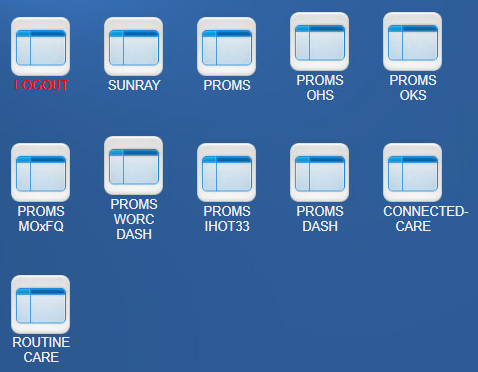 LOGOUT
SUNRAY
PROMS
PROMS
OHS
PROMS
OKS
PROMS
MOxFQ
PROMS
WORC
DASH
PROMS
IHOT33
PROMS
DASH
CONNECTED-
CARE
ROUTINE
CARE